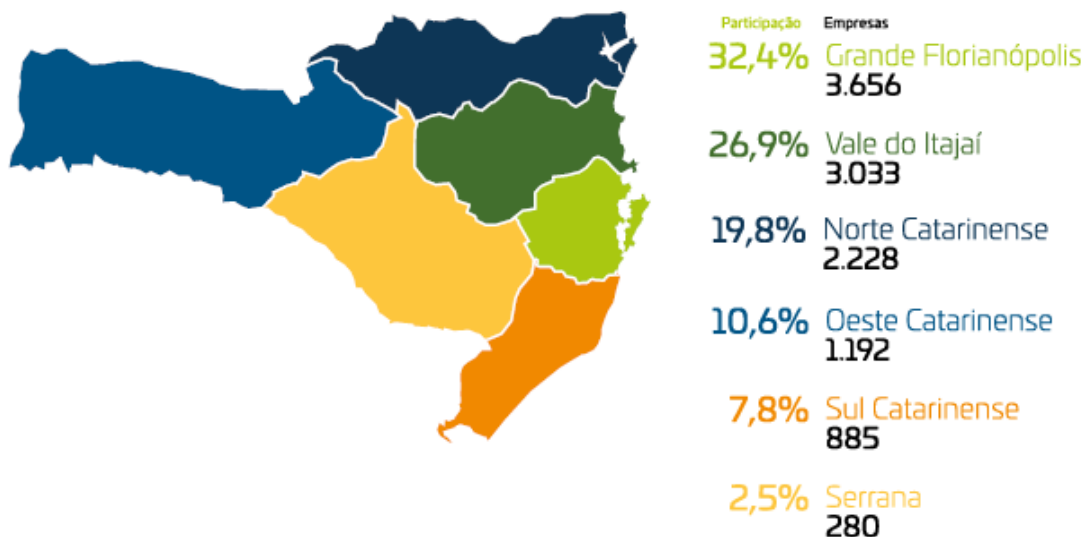 Participação Empresas
32,4% Grande Florianópolis
3.656
26,9% Vale do Itajaí
3.033
19,8% Norte Catarinense
2.228
10,6% Oeste Catarinense
1.192
7,8% Sul Catarinense
885
2,5% Serrana
280